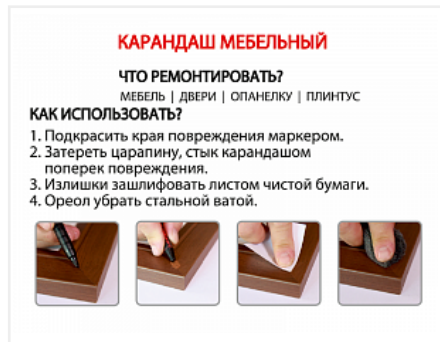 КАРАНДАШ МЕБЕЛЬНЫЙ
ЧТО РЕМОНТИРОВАТЬ?
МЕБЕЛЬ | ДВЕРИ | ОПАНЕЛКУ | ПЛИНТУС
КАК ИСПОЛЬЗОВАТЬ?
1. Подкрасить края повреждения маркером.
2. Затереть царапину, стык карандашом
поперек повреждения.
3. Излишки зашлифовать листом чистой бумаги.
4. Ореол убрать стальной ватой.